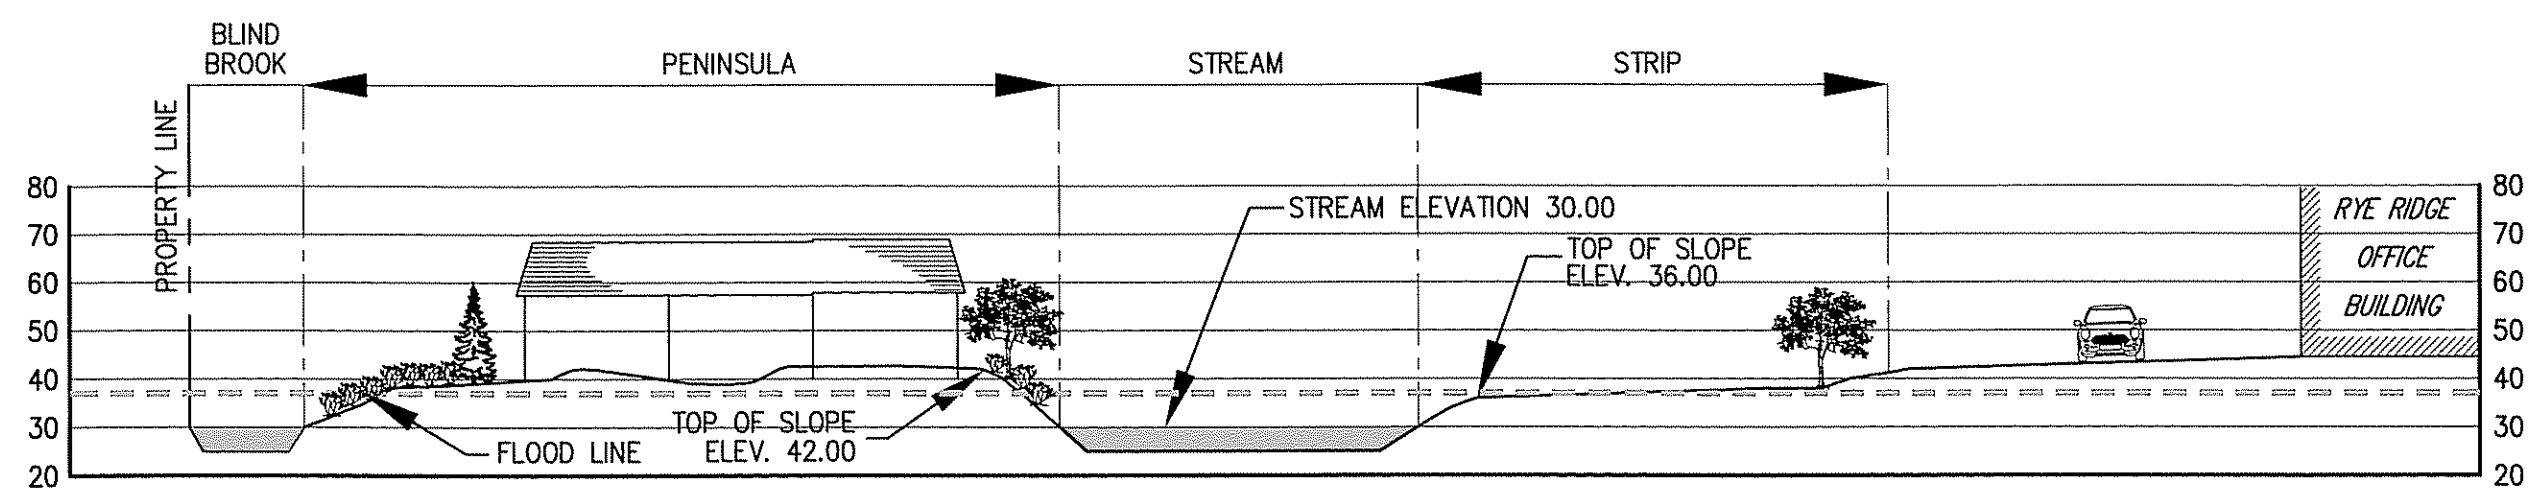 BLIND
BROOK
PENINSULA
STREAM
STRIP
PROPERTY LINE
80
70
60
50
40
30
20
STREAM ELEVATION 30.00
TOP OF SLOPE
ELEV. 36.00
FLOOD LINE
TOP OF SLOPE
ELEV. 42.00
RYE RIDGE
OFFICE
BUILDING
80
70
60
50
40
30
20